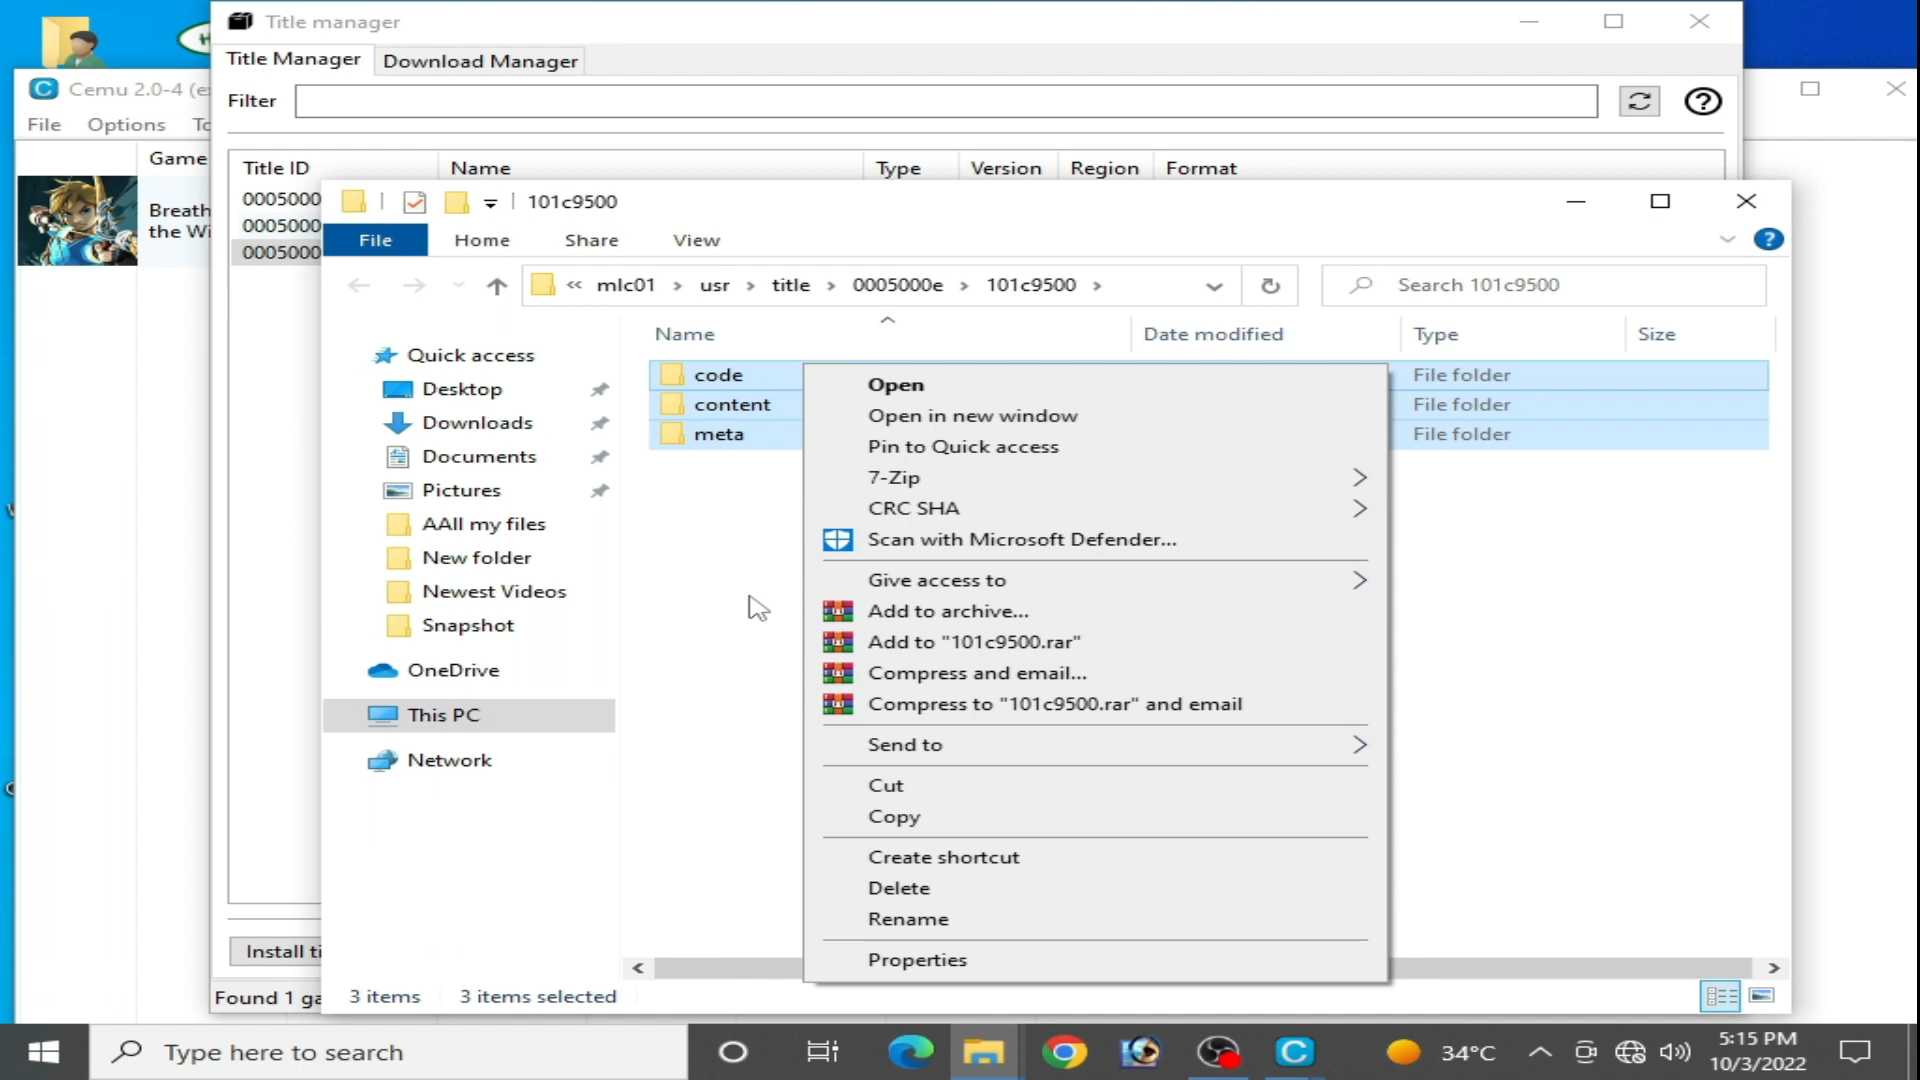 Title manager
Title Manager
Download Manager
Filter
Cemu 2.0-4 (e
File Options To
Game
Title ID Name Type Version Region Format
Breath
the Wi
0005000
0005000
0005000
101c9500
File Home Share View
« mlc01 > usr > title > 0005000e > 101c9500 >
Search 101c9500
Name Date modified Type Size
Quick access
Desktop
Downloads
Documents
Pictures
AAll my files
New folder
Newest Videos
Snapshot
OneDrive
This PC
Network
code File folder
content File folder
meta File folder
Open
Open in new window
Pin to Quick access
7-Zip
CRC SHA
Scan with Microsoft Defender...
Give access to
Add to archive...
Add to "101c9500.rar"
Compress and email...
Compress to "101c9500.rar" and email
Send to
Cut
Copy
Create shortcut
Delete
Rename
Properties
Install ti
Found 1 ga
3 items 3 items selected
Type here to search
34°C
5:15 PM
10/3/2022